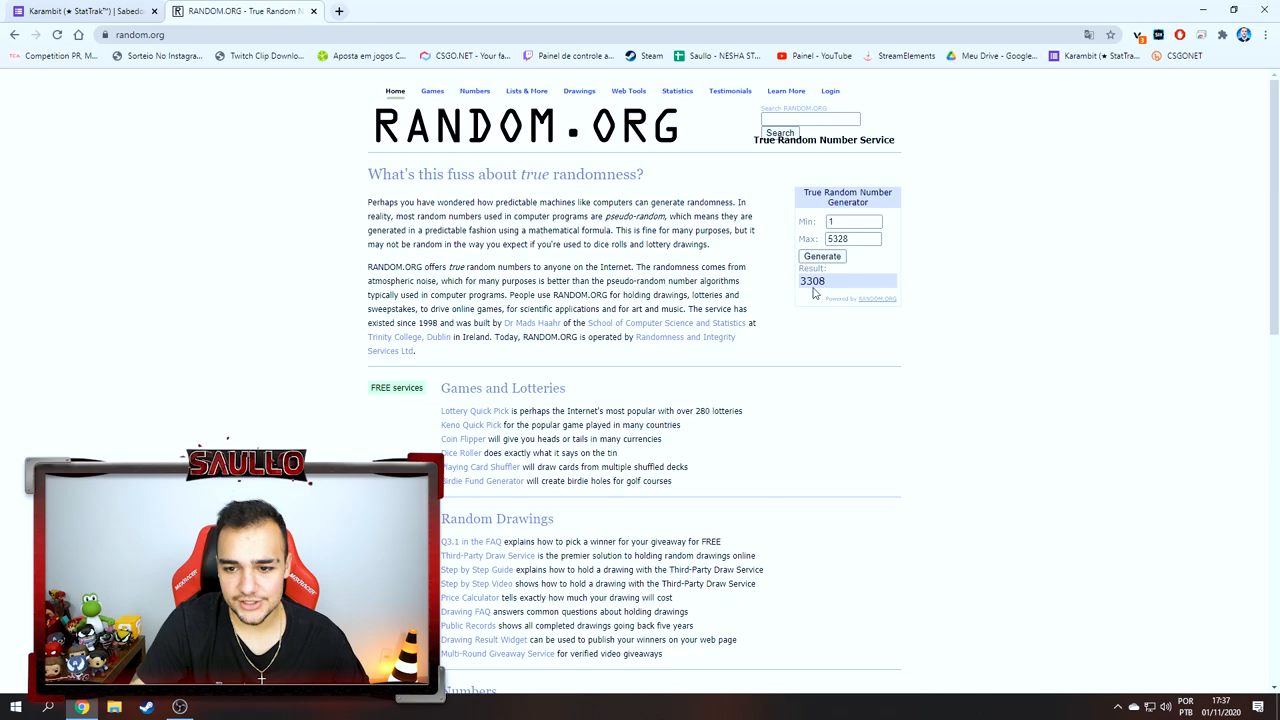 Karambit (★ StatTrak™) | Sabedo
RANDOM.ORG - True Random Num
random.org
Competition PR, M...
Sorteio No Instagra...
Twitch Clip Downlo...
Aposta em jogos C...
CSGO.NET - Your fa...
Painel de controle a...
Steam
Saullo - NESHA ST...
Painel - YouTube
StreamElements
Meu Drive - Google...
Karambit (★ StatTra...
CSGONET
Home
Games
Numbers
Lists & More
Drawings
Web Tools
Statistics
Testimonials
Learn More
Login
RANDOM.ORG
Search RANDOM.ORG
Search
True Random Number Service
What's this fuss about true randomness?
Perhaps you have wondered how predictable machines like computers can generate randomness. In
reality, most random numbers used in computer programs are pseudo-random, which means they are
generated in a predictable fashion using a mathematical formula. This is fine for many purposes, but it
may not be random in the way you expect if you're used to dice rolls and lottery drawings.
RANDOM.ORG offers true random numbers to anyone on the Internet. The randomness comes from
atmospheric noise, which for many purposes is better than the pseudo-random number algorithms
typically used in computer programs. People use RANDOM.ORG for holding drawings, lotteries and
sweepstakes, to drive online games, for scientific applications and for art and music. The service has
existed since 1998 and was built by Dr Mads Haahr of the School of Computer Science and Statistics at
Trinity College, Dublin in Ireland. Today, RANDOM.ORG is operated by Randomness and Integrity
Services Ltd.
True Random Number
Generator
Min: 1
Max: 5328
Generate
Result:
3308
Powered by RANDOM.ORG
FREE services
Games and Lotteries
Lottery Quick Pick is perhaps the Internet's most popular with over 280 lotteries
Keno Quick Pick for the popular game played in many countries
Coin Flipper will give you heads or tails in many currencies
Dice Roller does exactly what it says on the tin
Playing Card Shuffler will draw cards from multiple shuffled decks
Birdie Fund Generator will create birdie holes for golf courses
Random Drawings
Q3.1 in the FAQ explains how to pick a winner for your giveaway for FREE
Third-Party Draw Service is the premier solution to holding random drawings online
Step by Step Guide explains how to hold a drawing with the Third-Party Draw Service
Step by Step Video shows how to hold a drawing with the Third-Party Draw Service
Price Calculator tells exactly how much your drawing will cost
Drawing FAQ answers common questions about holding drawings
Public Records shows all completed drawings going back five years
Drawing Result Widget can be used to publish your winners on your web page
Multi-Round Giveaway Service for verified video giveaways
Numbers
SAULLO
POR
PTB
17:37
01/11/2020